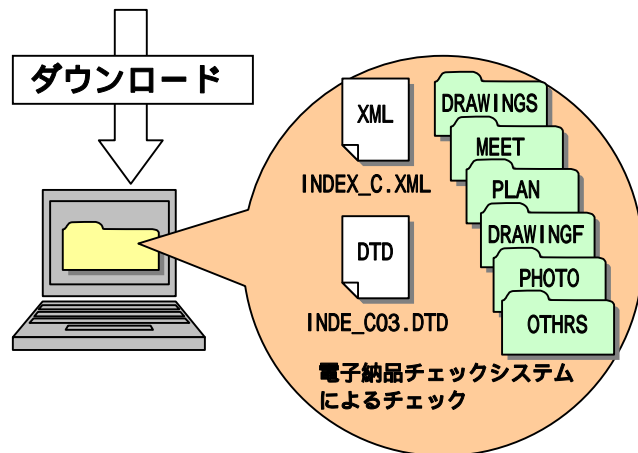 ダウンロード
XML
INDEX_C.XML
DTD
INDE_C03.DTD
DRAWINGS
MEET
PLAN
DRAWINGF
PHOTO
OTHRS
電子納品チェックシステム
によるチェック